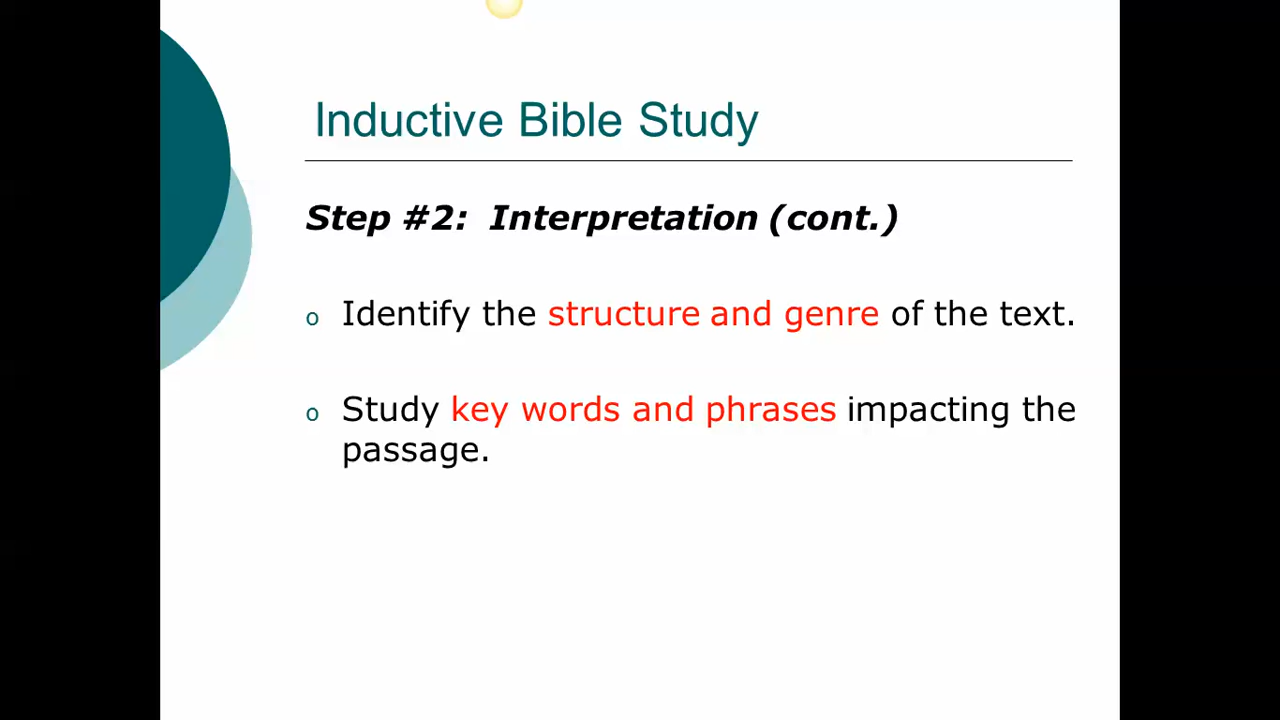 Inductive Bible Study
Step #2: Interpretation (cont.)
o Identify the structure and genre of the text.
o Study key words and phrases impacting the
passage.